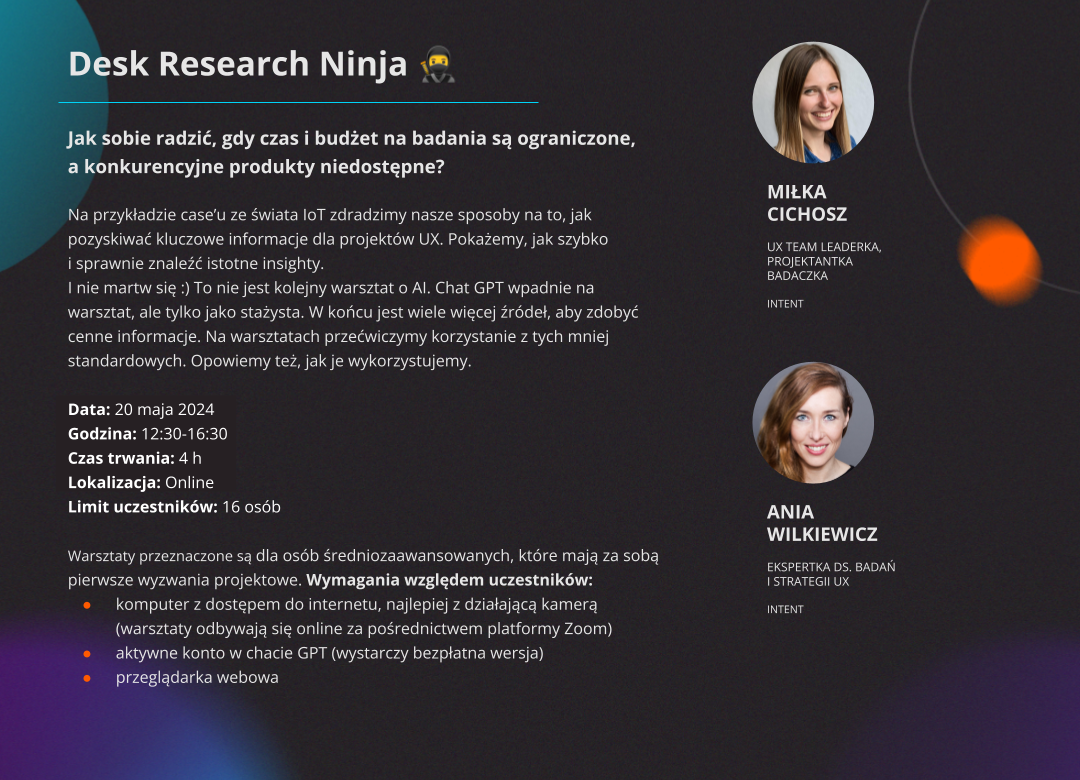 Desk Research Ninja 🥷
Jak sobie radzić, gdy czas i budżet na badania są ograniczone,
a konkurencyjne produkty niedostępne?
Na przykładzie case’u ze świata IoT zdradzimy nasze sposoby na to, jak
pozyskiwać kluczowe informacje dla projektów UX. Pokażemy, jak szybko
i sprawnie znaleźć istotne insighty.
I nie martw się :) To nie jest kolejny warsztat o AI. Chat GPT wpadnie na
warsztat, ale tylko jako stażysta. W końcu jest wiele więcej źródeł, aby zdobyć
cenne informacje. Na warsztatach przećwiczymy korzystanie z tych mniej
standardowych. Opowiemy też, jak je wykorzystujemy.
Data: 20 maja 2024
Godzina: 12:30-16:30
Czas trwania: 4 h
Lokalizacja: Online
Limit uczestników: 16 osób
Warsztaty przeznaczone są dla osób średniozaawansowanych, które mają za sobą
pierwsze wyzwania projektowe. Wymagania względem uczestników:
● komputer z dostępem do internetu, najlepiej z działającą kamerą
(warsztaty odbywają się online za pośrednictwem platformy Zoom)
● aktywne konto w chacie GPT (wystarczy bezpłatna wersja)
● przeglądarka webowa
MIŁKA
CICHOSZ
UX TEAM LEADERKA,
PROJEKTANTKA
BADACZKA
INTENT
ANIA
WILKIEWICZ
EKSPERTKA DS. BADAŃ
I STRATEGII UX
INTENT